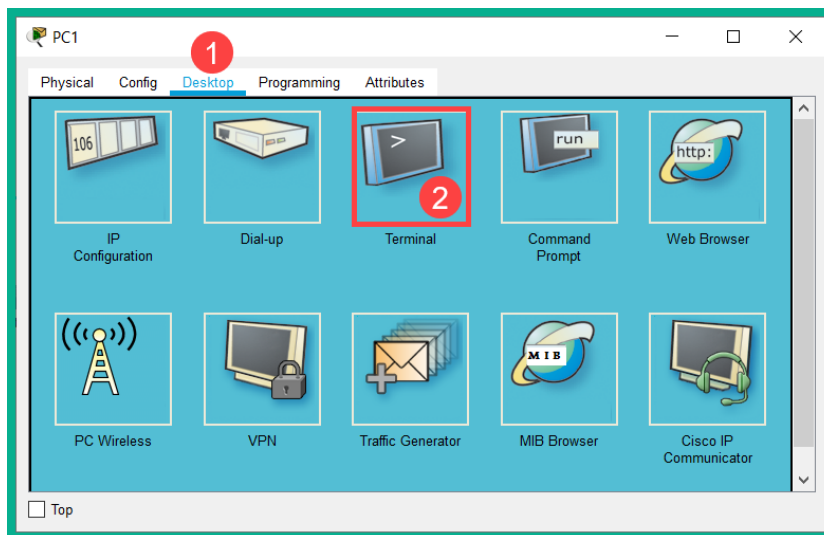 PC1
1
Physical Config Desktop Programming Attributes
106
>
2
run
http:
IP
Configuration
Dial-up
Terminal
Command
Prompt
Web Browser
MIB
PC Wireless
VPN
Traffic Generator
MIB Browser
Cisco IP
Communicator
Top